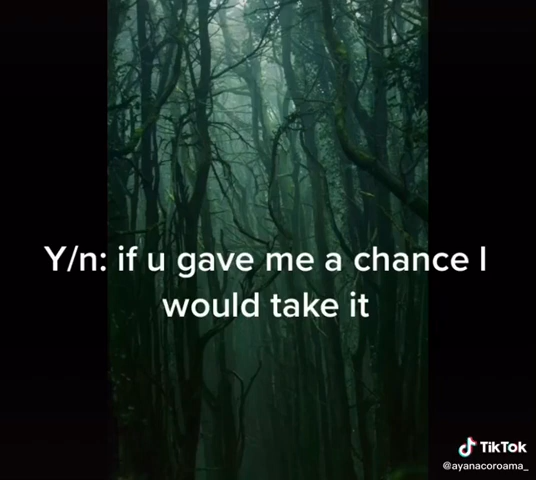 Y/n: if u gave me a chance I
would take it
TikTok
@ayanacoroama_